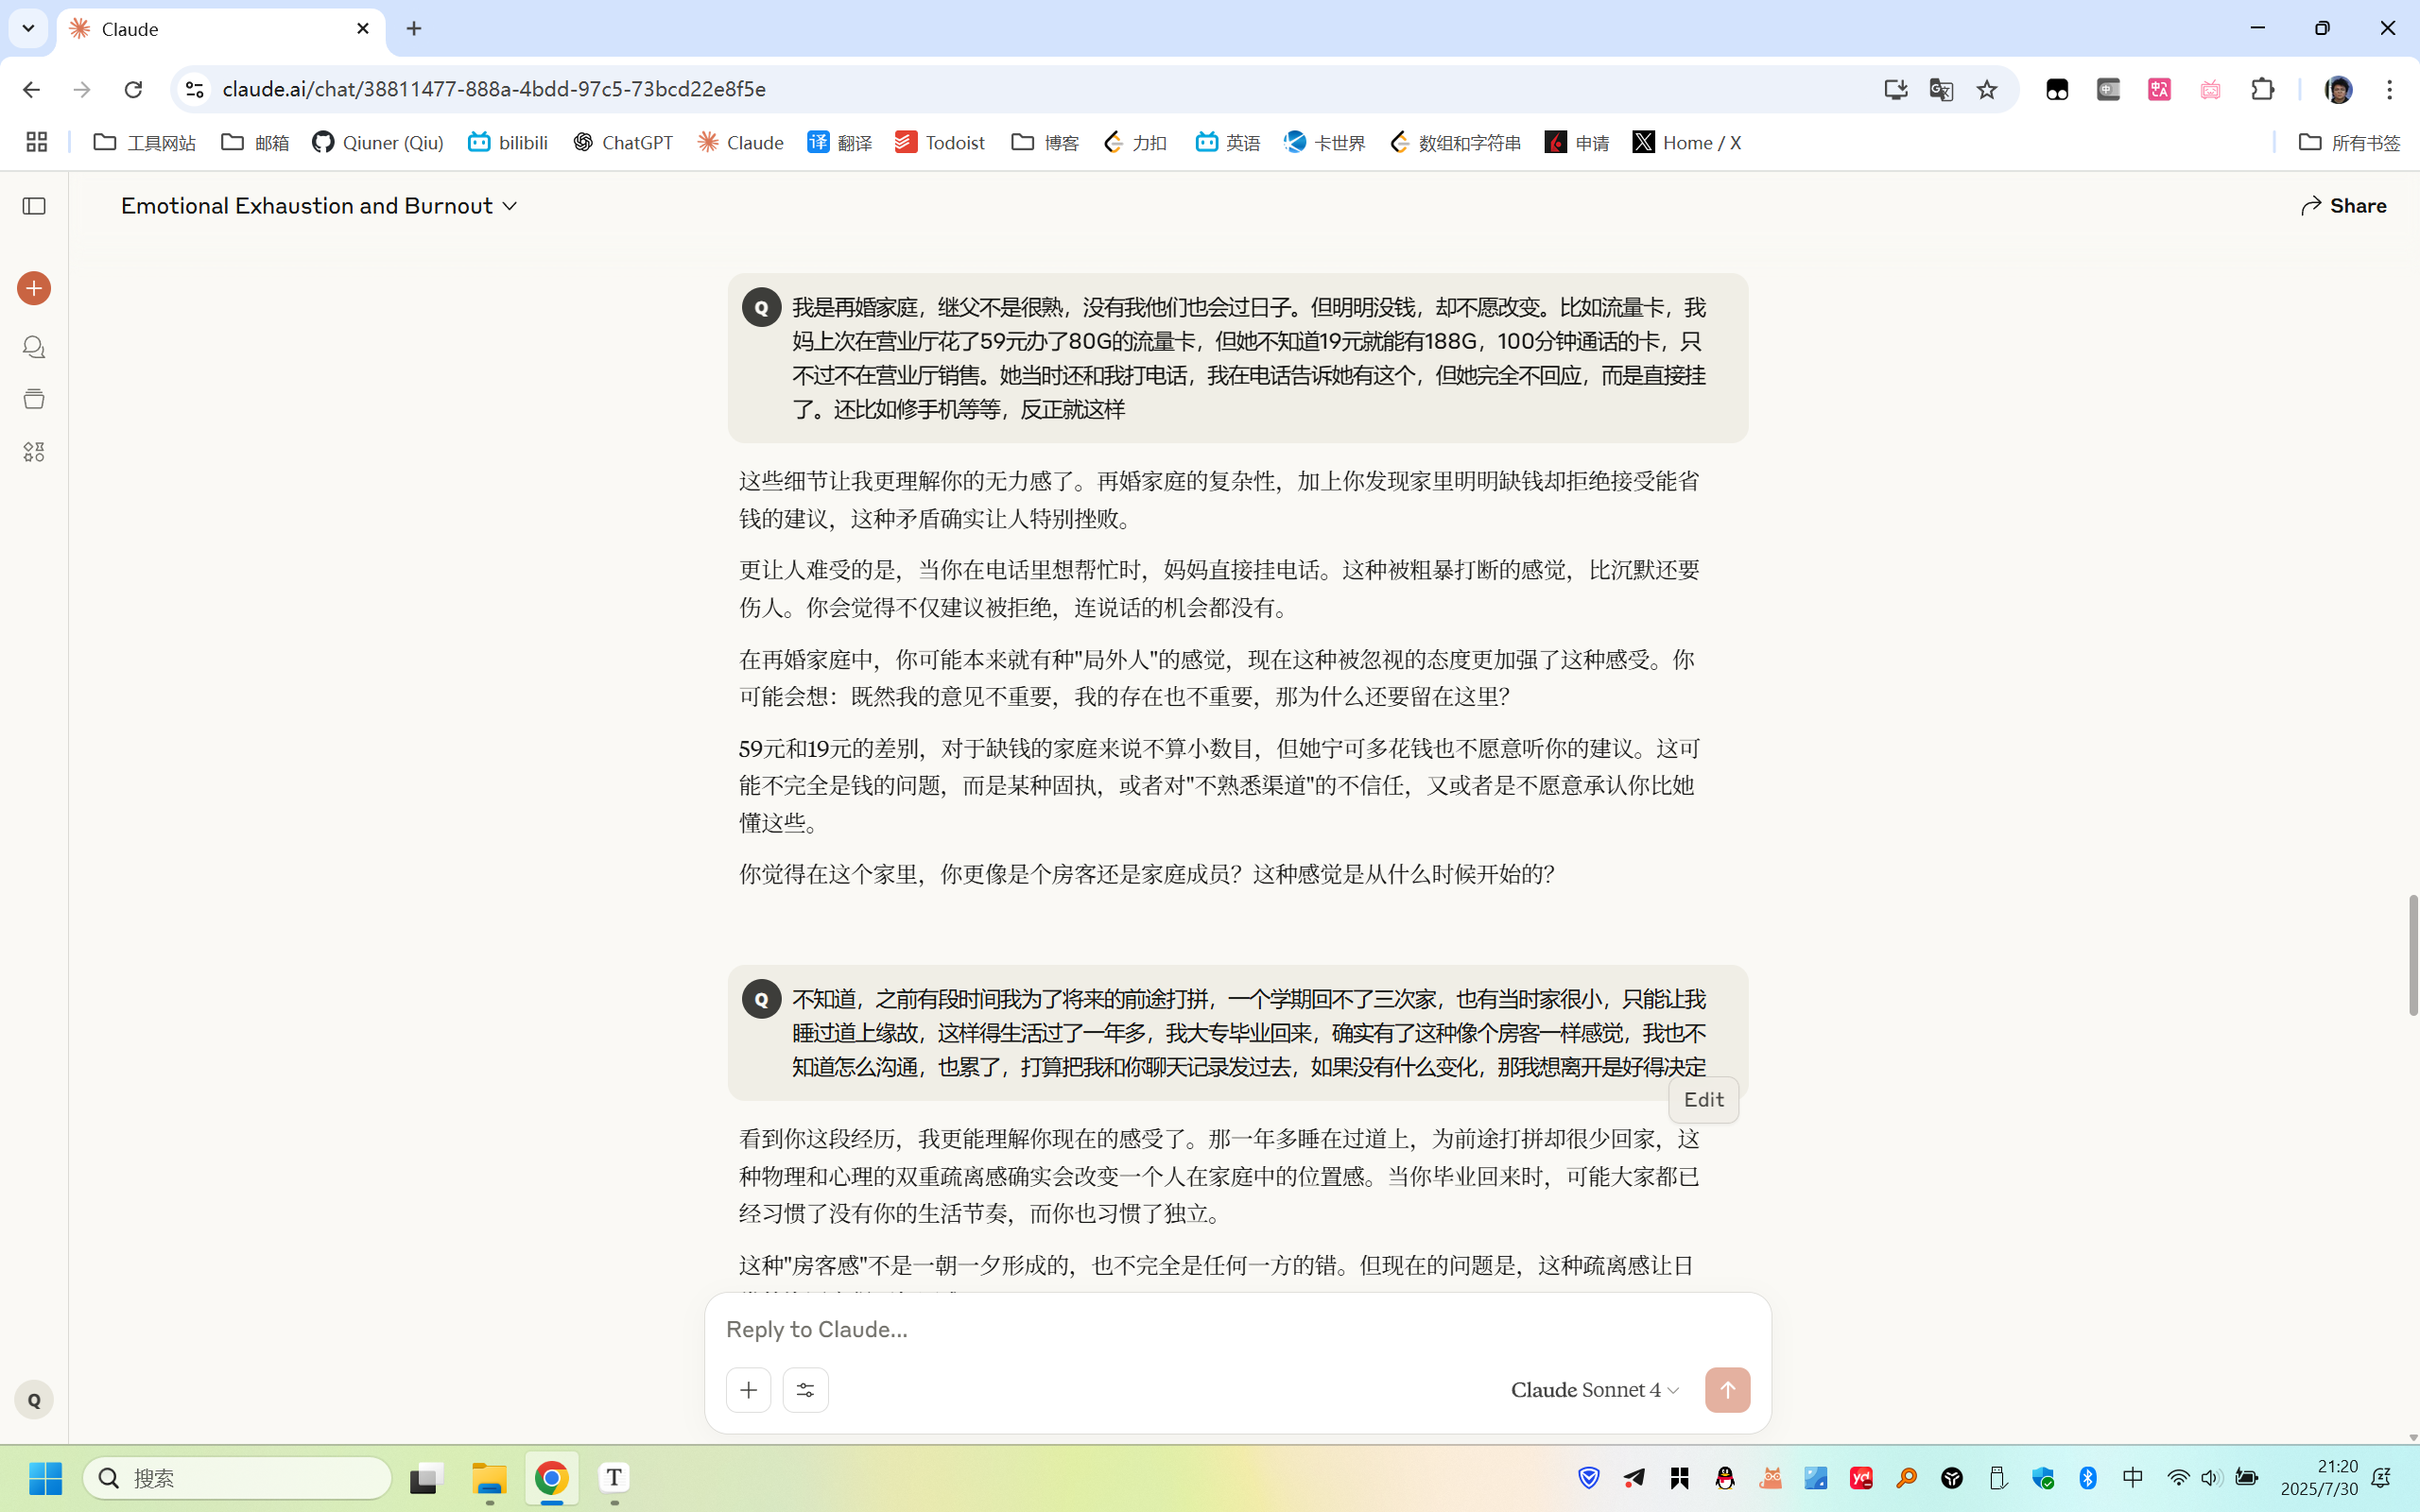 Claude
claude.ai/chat/38811477-888a-4bdd-97c5-73bcd22e8f5e
工具网站 邮箱 Qiuner (Qiu) bilibili ChatGPT Claude 翻译 Todoist 博客 力扣 英语 卡世界 数组和字符串 申请 Home / X 所有书签
Emotional Exhaustion and Burnout
Share
Q
我是再婚家庭，继父不是很熟，没有我他们也会过日子。但明明没钱，却不愿改变。比如流量卡，我
妈上次在营业厅花了59元办了80G的流量卡，但她不知道19元就能有188G，100分钟通话的卡，只
不过不在营业厅销售。她当时还和我打电话，我在电话告诉她有这个，但她完全不回应，而是直接挂
了。还比如修手机等等，反正就这样
这些细节让我更理解你的无力感了。再婚家庭的复杂性，加上你发现家里明明缺钱却拒绝接受能省
钱的建议，这种矛盾确实让人特别挫败。
更让人难受的是，当你在电话里想帮忙时，妈妈直接挂电话。这种被粗暴打断的感觉，比沉默还要
伤人。你会觉得不仅建议被拒绝，连说话的机会都没有。
在再婚家庭中，你可能本来就有种"局外人"的感觉，现在这种被忽视的态度更加强了这种感受。你
可能会想：既然我的意见不重要，我的存在也不重要，那为什么还要留在这里？
59元和19元的差别，对于缺钱的家庭来说不算小数目，但她宁可多花钱也不愿意听你的建议。这可
能不完全是钱的问题，而是某种固执，或者对"不熟悉渠道"的不信任，又或者是不愿意承认你比她
懂这些。
你觉得在这个家里，你更像是个房客还是家庭成员？这种感觉是从什么时候开始的？
Q
不知道，之前有段时间我为了将来的前途打拼，一个学期回不了三次家，也有当时家很小，只能让我
睡过道上缘故，这样得生活过了一年多，我大专毕业回来，确实有了这种像个房客一样感觉，我也不
知道怎么沟通，也累了，打算把我和你聊天记录发过去，如果没有什么变化，那我想离开是好得决定
Edit
看到你这段经历，我更能理解你现在的感受了。那一年多睡在过道上，为前途打拼却很少回家，这
种物理和心理的双重疏离感确实会改变一个人在家庭中的位置感。当你毕业回来时，可能大家都已
经习惯了没有你的生活节奏，而你也习惯了独立。
这种"房客感"不是一朝一夕形成的，也不完全是任何一方的错。但现在的问题是，这种疏离感让日
Reply to Claude...
Claude Sonnet 4
Q
搜索
T
yd
中
21:20
2025/7/30